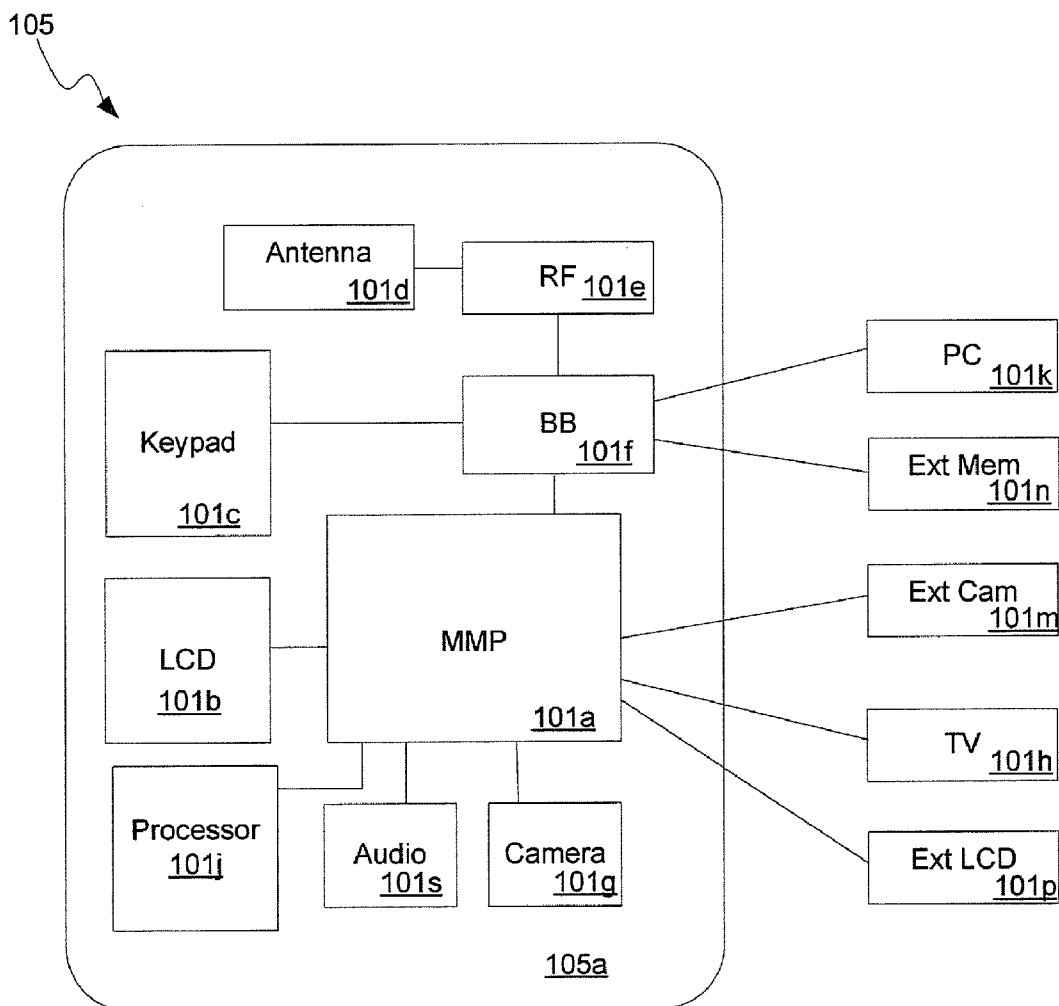 105
Antenna
101d
RF 101e
PC
101k
Keypad
101c
BB
101f
Ext Mem
101n
LCD
101b
MMP
101a
Ext Cam
101m
TV
101h
Processor
101j
Audio
101s
Camera
101g
Ext LCD
101p
105a